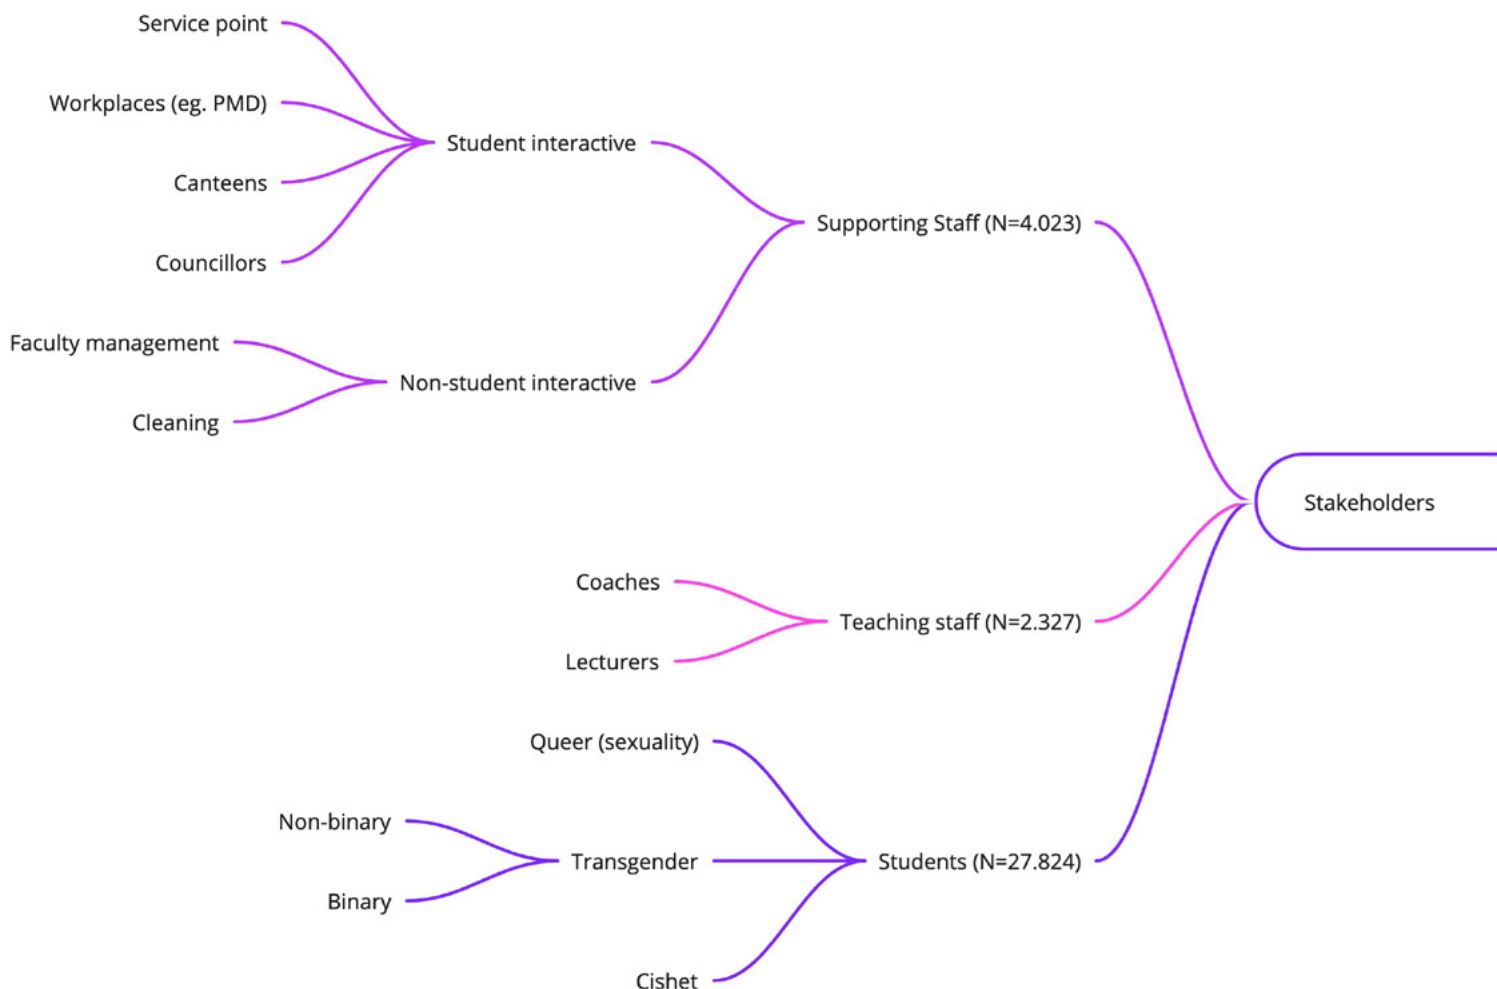 Service point
Workplaces (eg. PMD)
Student interactive
Canteens
Supporting Staff (N=4.023)
Councillors
Faculty management
Non-student interactive
Cleaning
Stakeholders
Coaches
Teaching staff (N=2.327)
Lecturers
Queer (sexuality)
Non-binary
Transgender
Students (N=27.824)
Binary
Cishet